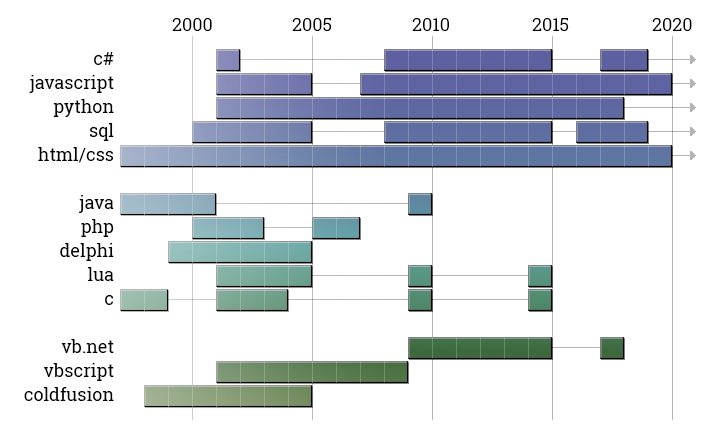 2000 2005 2010 2015 2020
c#
javascript
python
sql
html/css
java
php
delphi
lua
c
vb.net
vbscript
coldfusion